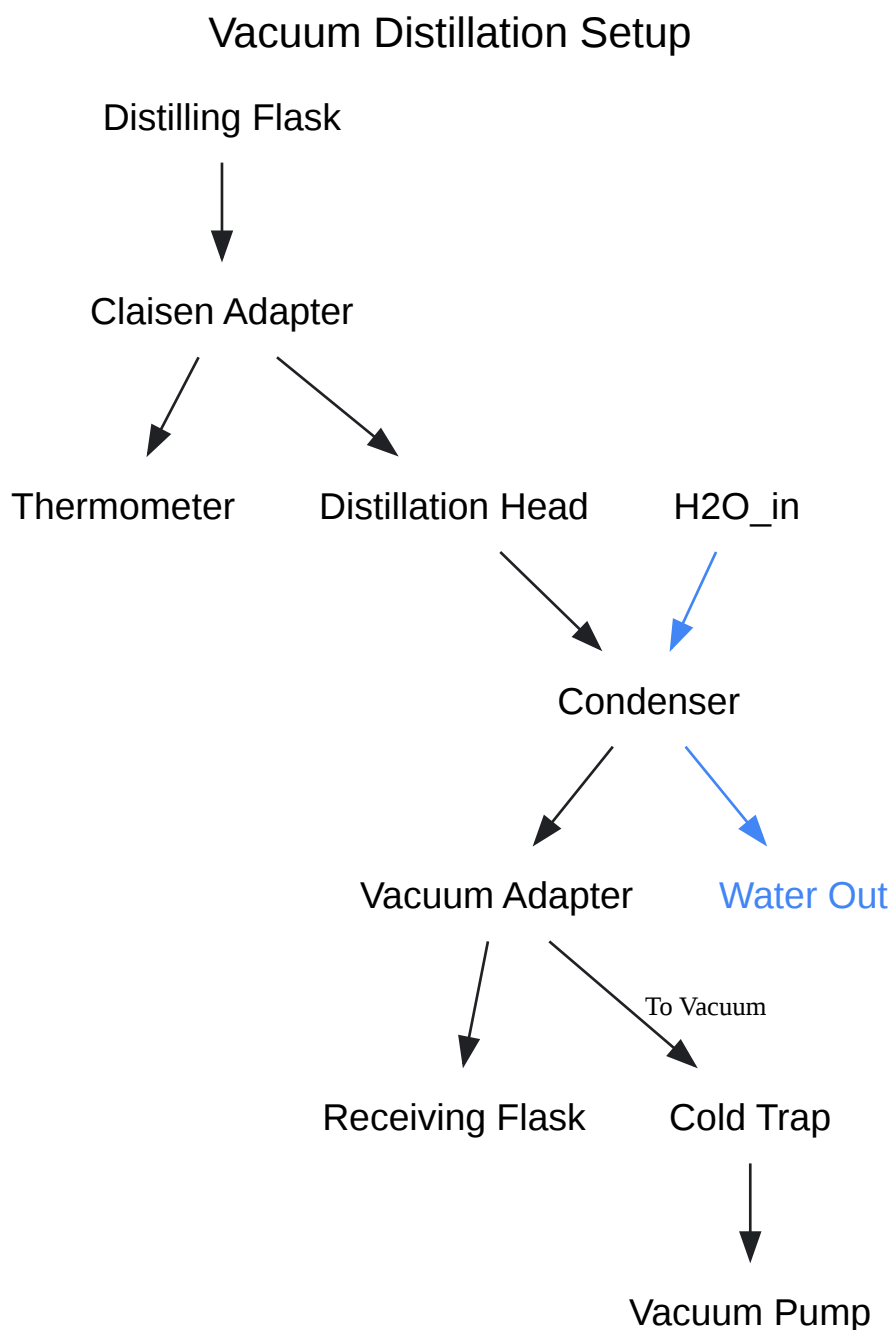 Vacuum Distillation Setup
Distilling Flask
Claisen Adapter
Thermometer
Distillation Head
H2O_in
Condenser
Vacuum Adapter
Water Out
To Vacuum
Receiving Flask
Cold Trap
Vacuum Pump